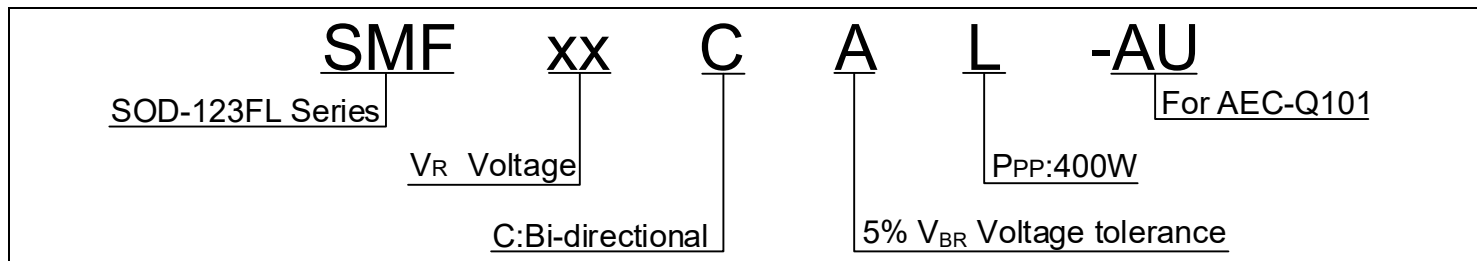 SMF xx C A L -AU
SOD-123FL Series
For AEC-Q101
VR Voltage
PPP:400W
C:Bi-directional
5% VBR Voltage tolerance